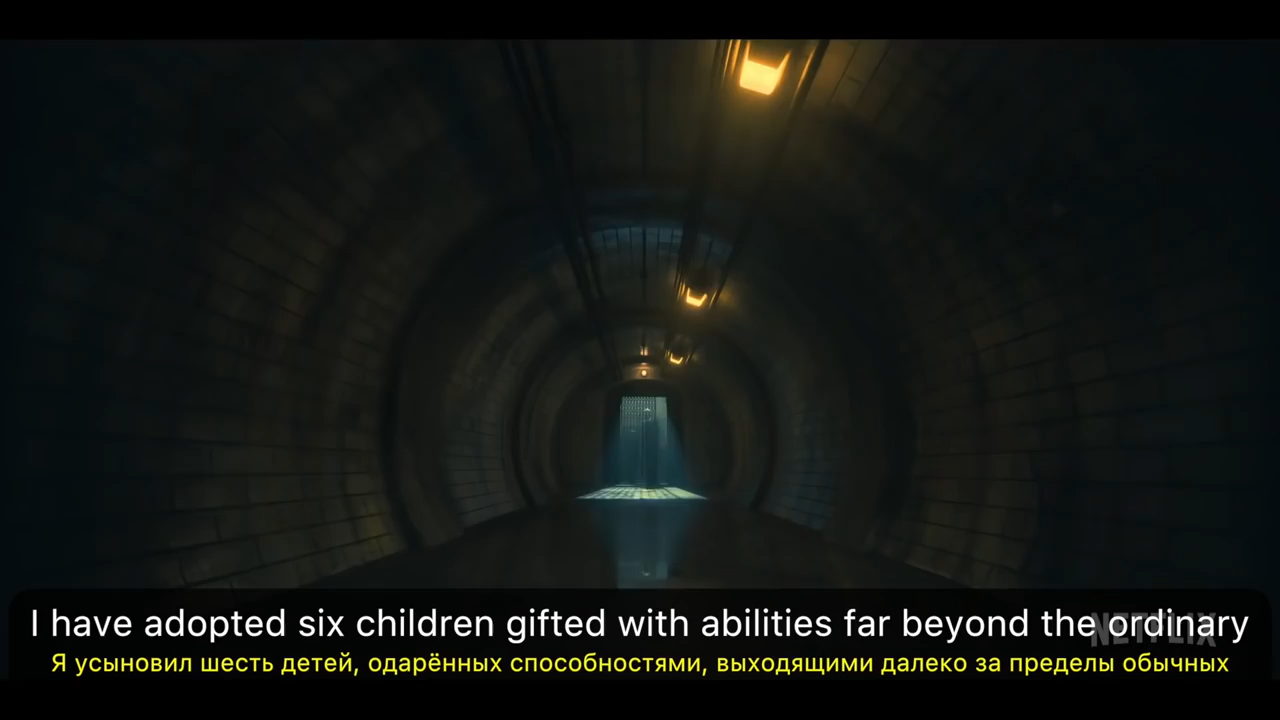 I have adopted six children gifted with abilities far beyond the ordinary
NETFLIX
Я усыновил шесть детей, одарённых способностями, выходящими далеко за пределы обычных